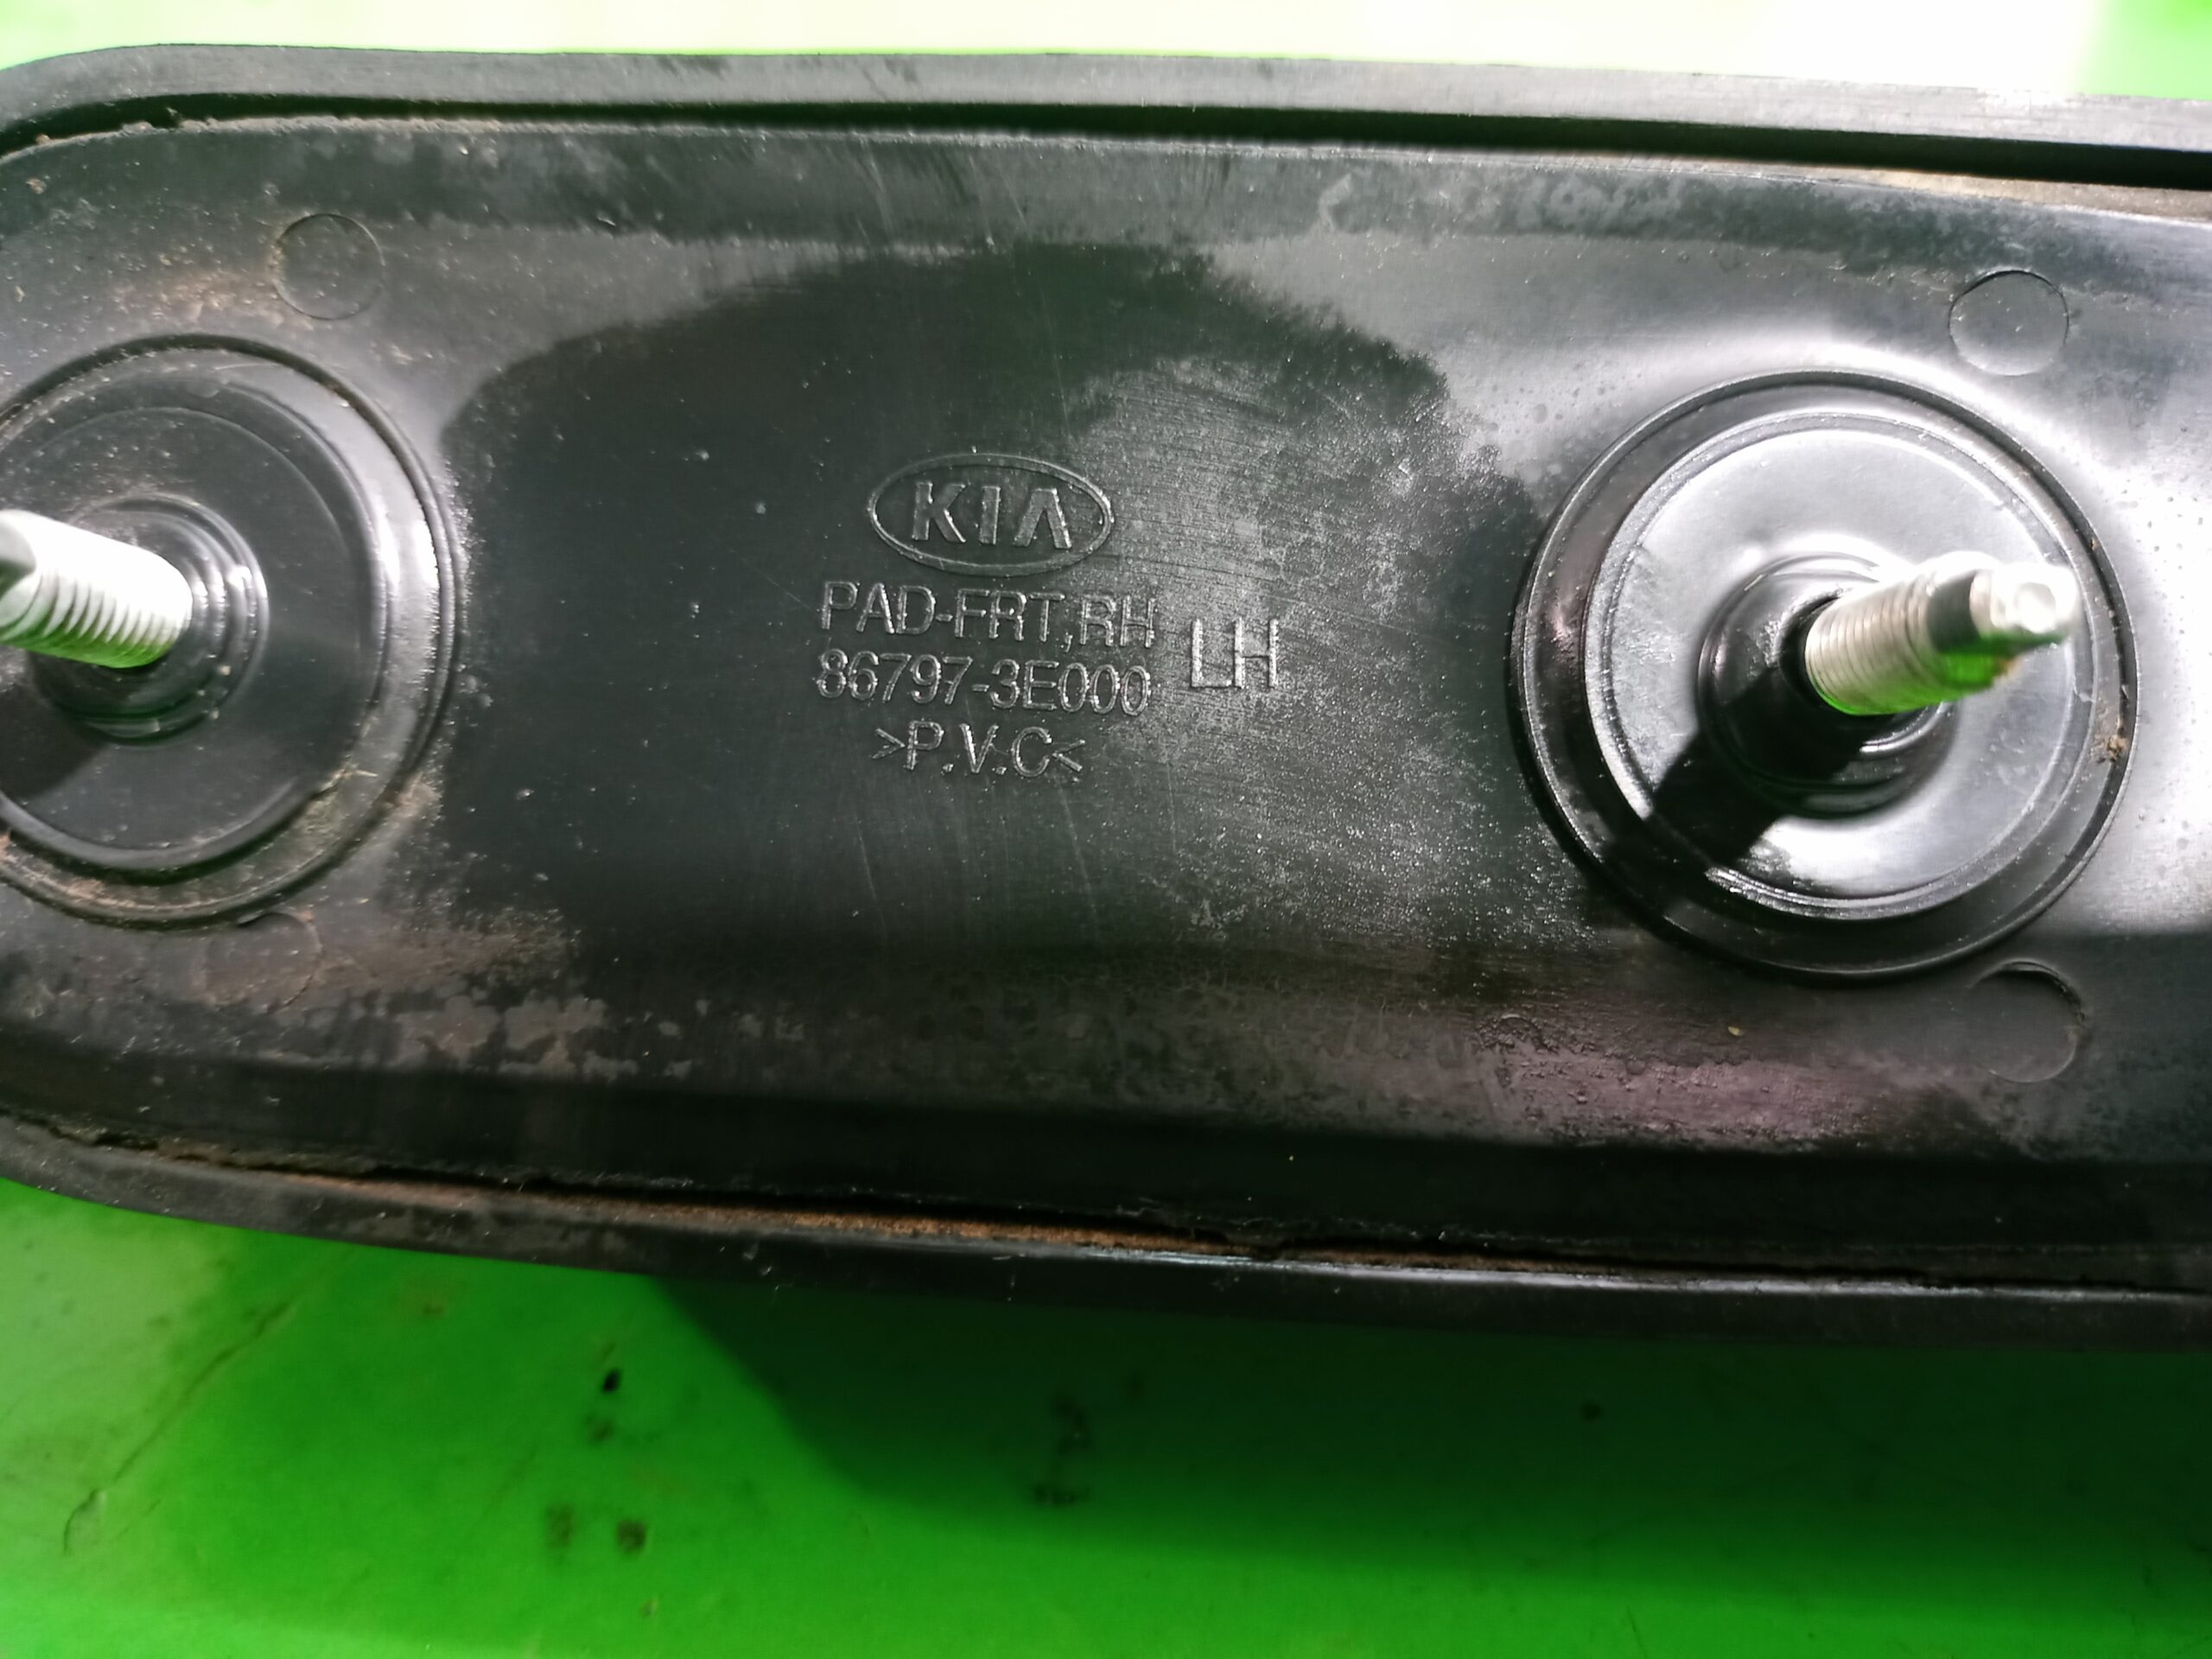 KIA
PAD-FRT,RH
LH
86797-3E000
>P.V.C<